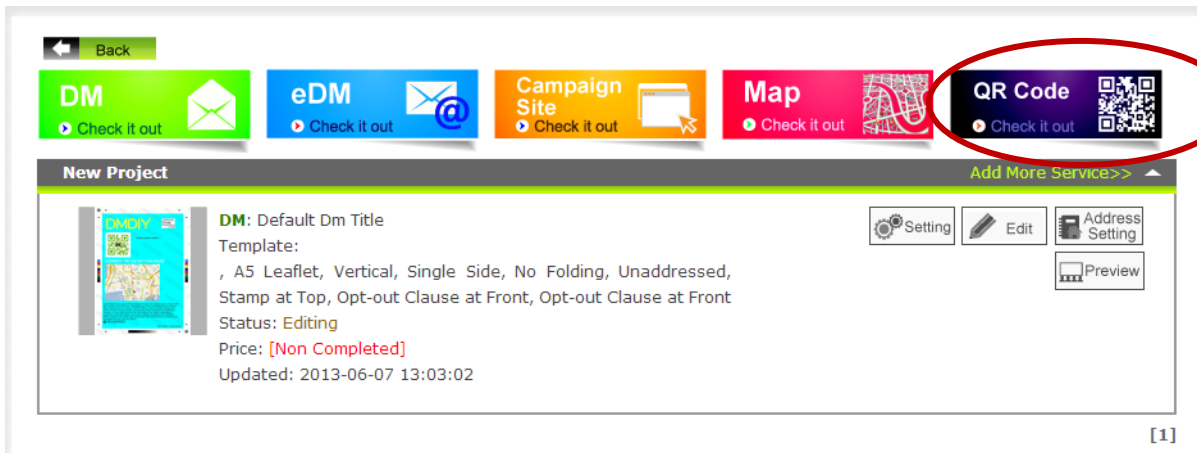 Back
DM
Check it out
eDM
Check it out
Campaign
Site
Check it out
Map
Check it out
QR Code
Check it out
New Project
Add More Service>>
DMDIY
DM: Default Dm Title
Template:
, A5 Leaflet, Vertical, Single Side, No Folding, Unaddressed,
Stamp at Top, Opt-out Clause at Front, Opt-out Clause at Front
Status: Editing
Price: [Non Completed]
Updated: 2013-06-07 13:03:02
Setting
Edit
Address
Setting
Preview
[1]